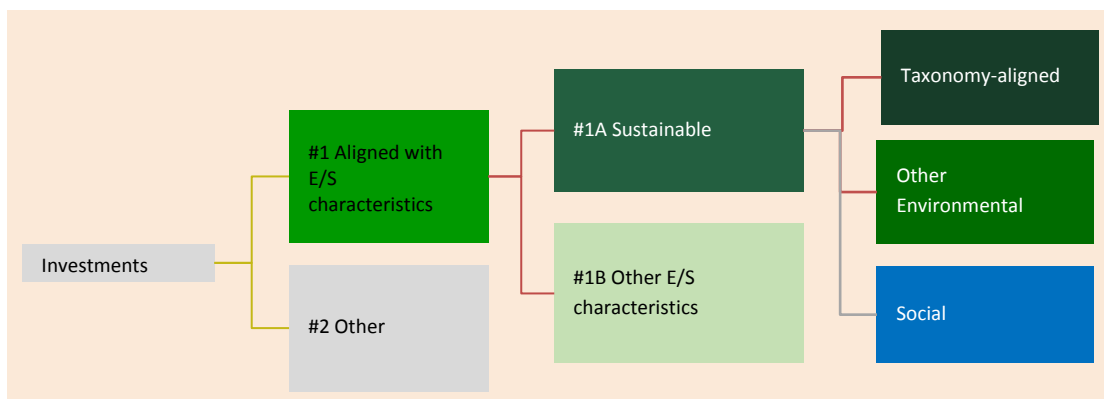 Investments
#1 Aligned with
E/S
characteristics
#2 Other
#1A Sustainable
#1B Other E/S
characteristics
Taxonomy-aligned
Other
Environmental
Social